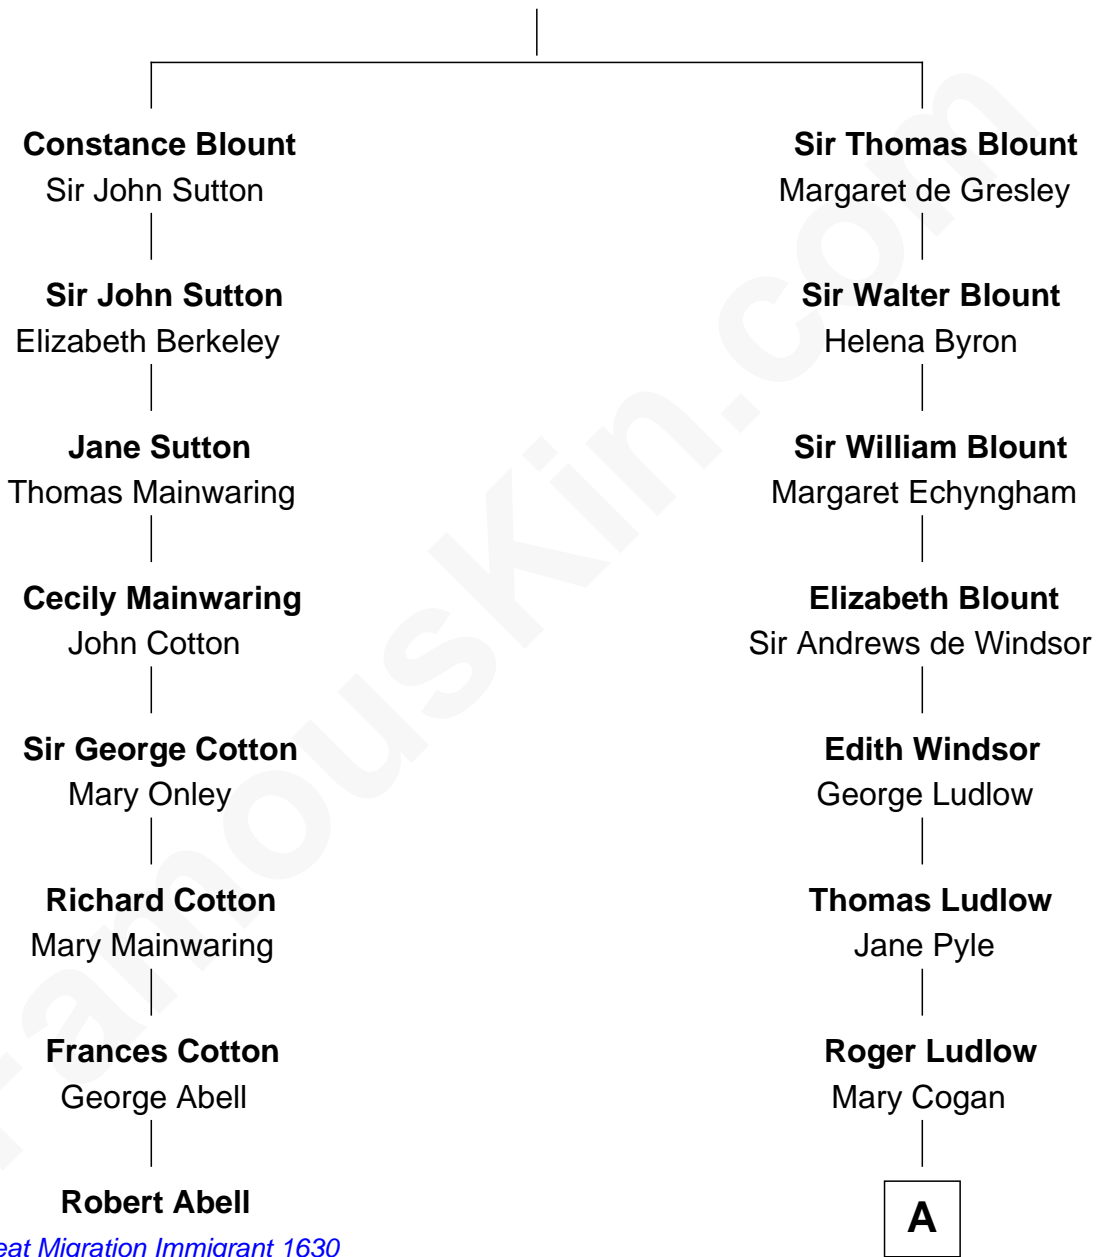 Constance Blount
Sir John Sutton
Sir John Sutton
Elizabeth Berkeley
Jane Sutton
Thomas Mainwaring
Cecily Mainwaring
John Cotton
Sir George Cotton
Mary Onley
Richard Cotton
Mary Mainwaring
Frances Cotton
George Abell
Robert Abell
eat Migration Immigrant 1630
Sir Thomas Blount
Margaret de Gresley
Sir Walter Blount
Helena Byron
Sir William Blount
Margaret Echyngham
Elizabeth Blount
Sir Andrews de Windsor
Edith Windsor
George Ludlow
Thomas Ludlow
Jane Pyle
Roger Ludlow
Mary Cogan
A
FamousKin.com